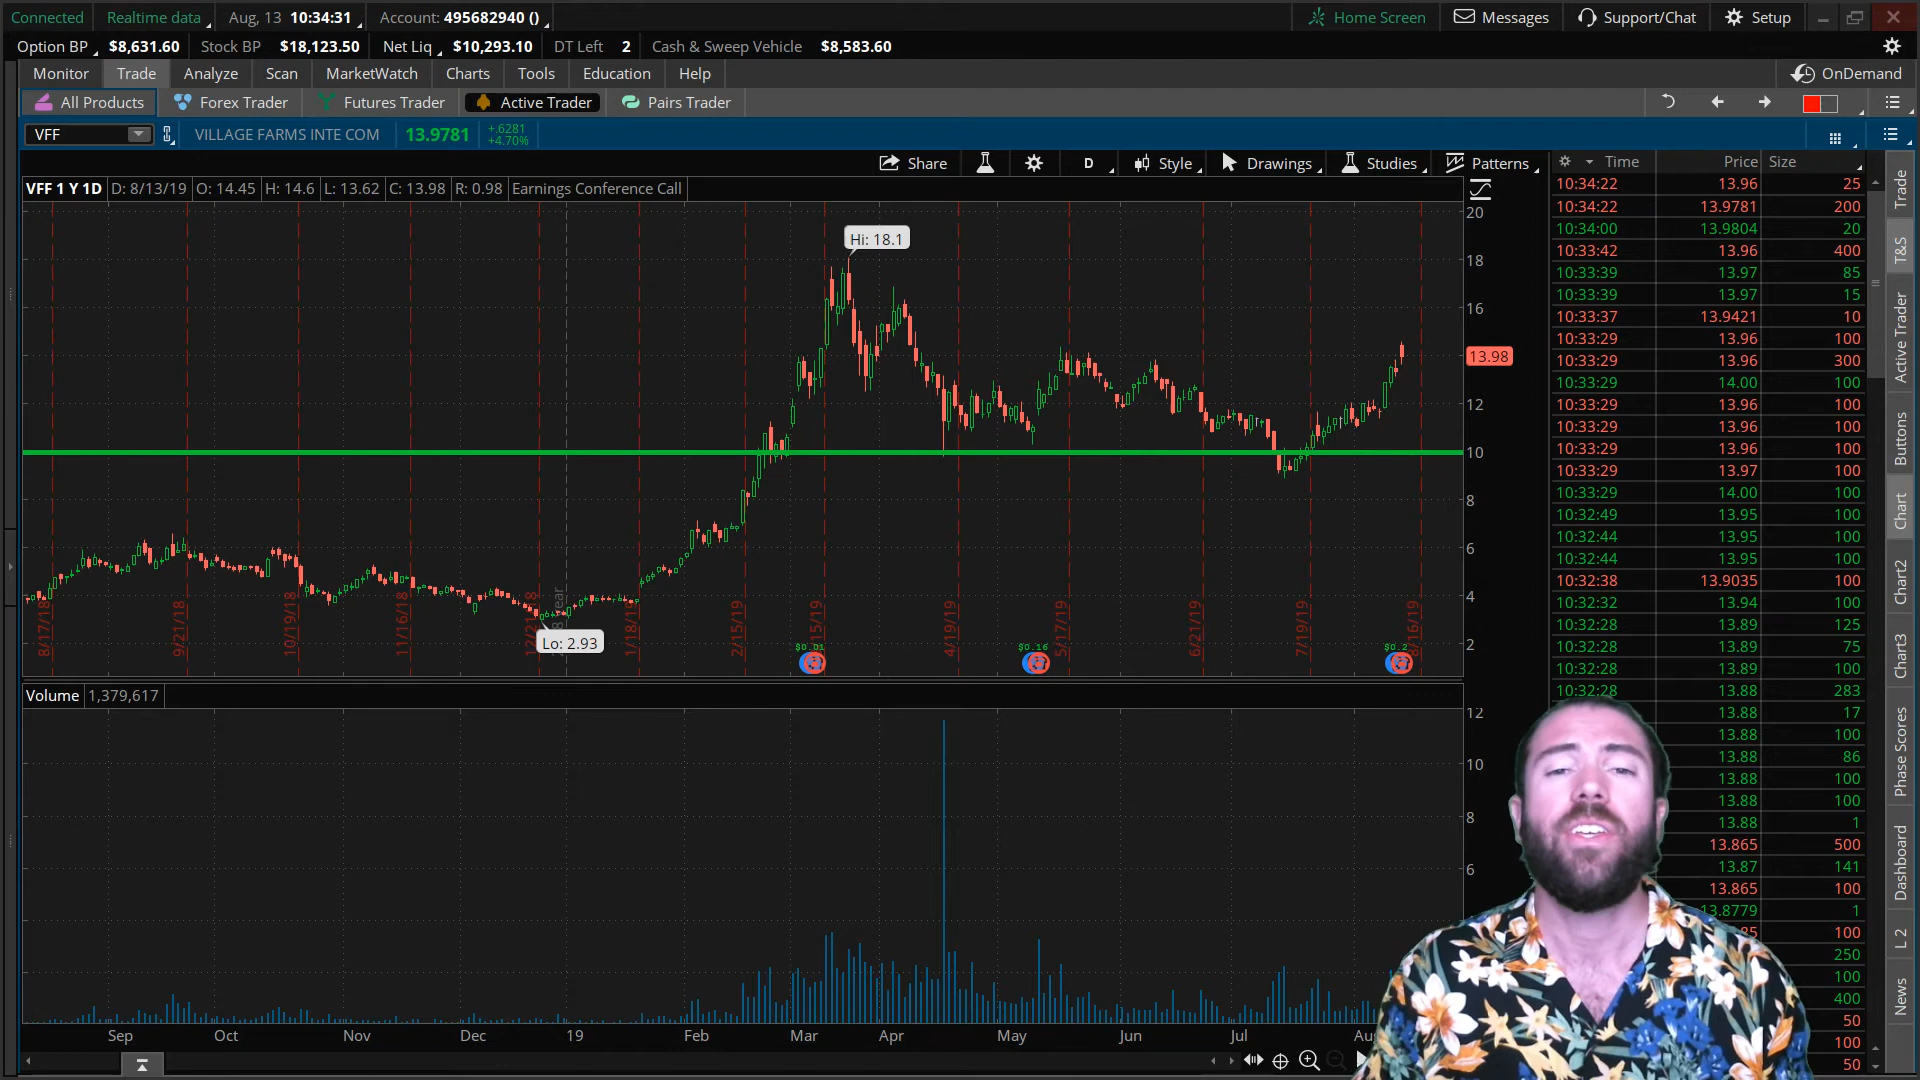 Connected Realtime data Aug, 13 10:34:31 Account: 495682940 () Home Screen Messages Support/Chat Setup
Option BP $8,631.60 Stock BP $18,123.50 Net Liq $10,293.10 DT Left 2 Cash & Sweep Vehicle $8,583.60
Monitor Trade Analyze Scan MarketWatch Charts Tools Education Help OnDemand
All Products Forex Trader Futures Trader Active Trader Pairs Trader
VFF VILLAGE FARMS INTE COM 13.9781 +.6281
+4.70%
Share D Style Drawings Studies Patterns
VFF 1 Y 1D D: 8/13/19 O: 14.45 H: 14.6 L: 13.62 C: 13.98 R: 0.98 Earnings Conference Call
20
Hi: 18.1
18
16
13.98
12
10
8
6
4
2
Lo: 2.93
8/17/18 9/21/18 10/19/18 11/16/18 12/21/18 1/18/19 2/15/19 4/19/19 5/17/19 6/21/19 7/19/19 8/16/19
$0.01 $0.16 $0.2
Volume 1,379,617
12
10
8
6
Sep Oct Nov Dec 19 Feb Mar Apr May Jun Jul
Time Price Size
10:34:22 13.96 25
10:34:22 13.9781 200
10:34:00 13.9804 20
10:33:42 13.96 400
10:33:39 13.97 85
10:33:39 13.97 15
10:33:37 13.9421 10
10:33:29 13.96 100
10:33:29 13.96 300
10:33:29 14.00 100
10:33:29 13.96 100
10:33:29 13.96 100
10:33:29 13.96 100
10:33:29 13.97 100
10:33:29 14.00 100
10:32:49 13.95 100
10:32:44 13.95 100
10:32:44 13.95 100
10:32:38 13.9035 100
10:32:32 13.94 100
10:32:28 13.89 125
10:32:28 13.89 75
10:32:28 13.89 100
10:32:28 13.88 283
13.88 17
13.88 100
13.88 86
13.88 100
13.88 100
13.88 1
13.865 500
13.87 141
13.865 100
13.8779 1
100
250
100
400
50
100
50
Trade
T&S
Active Trader
Buttons
Chart
Chart2
Chart3
Phase Scores
Dashboard
L 2
News